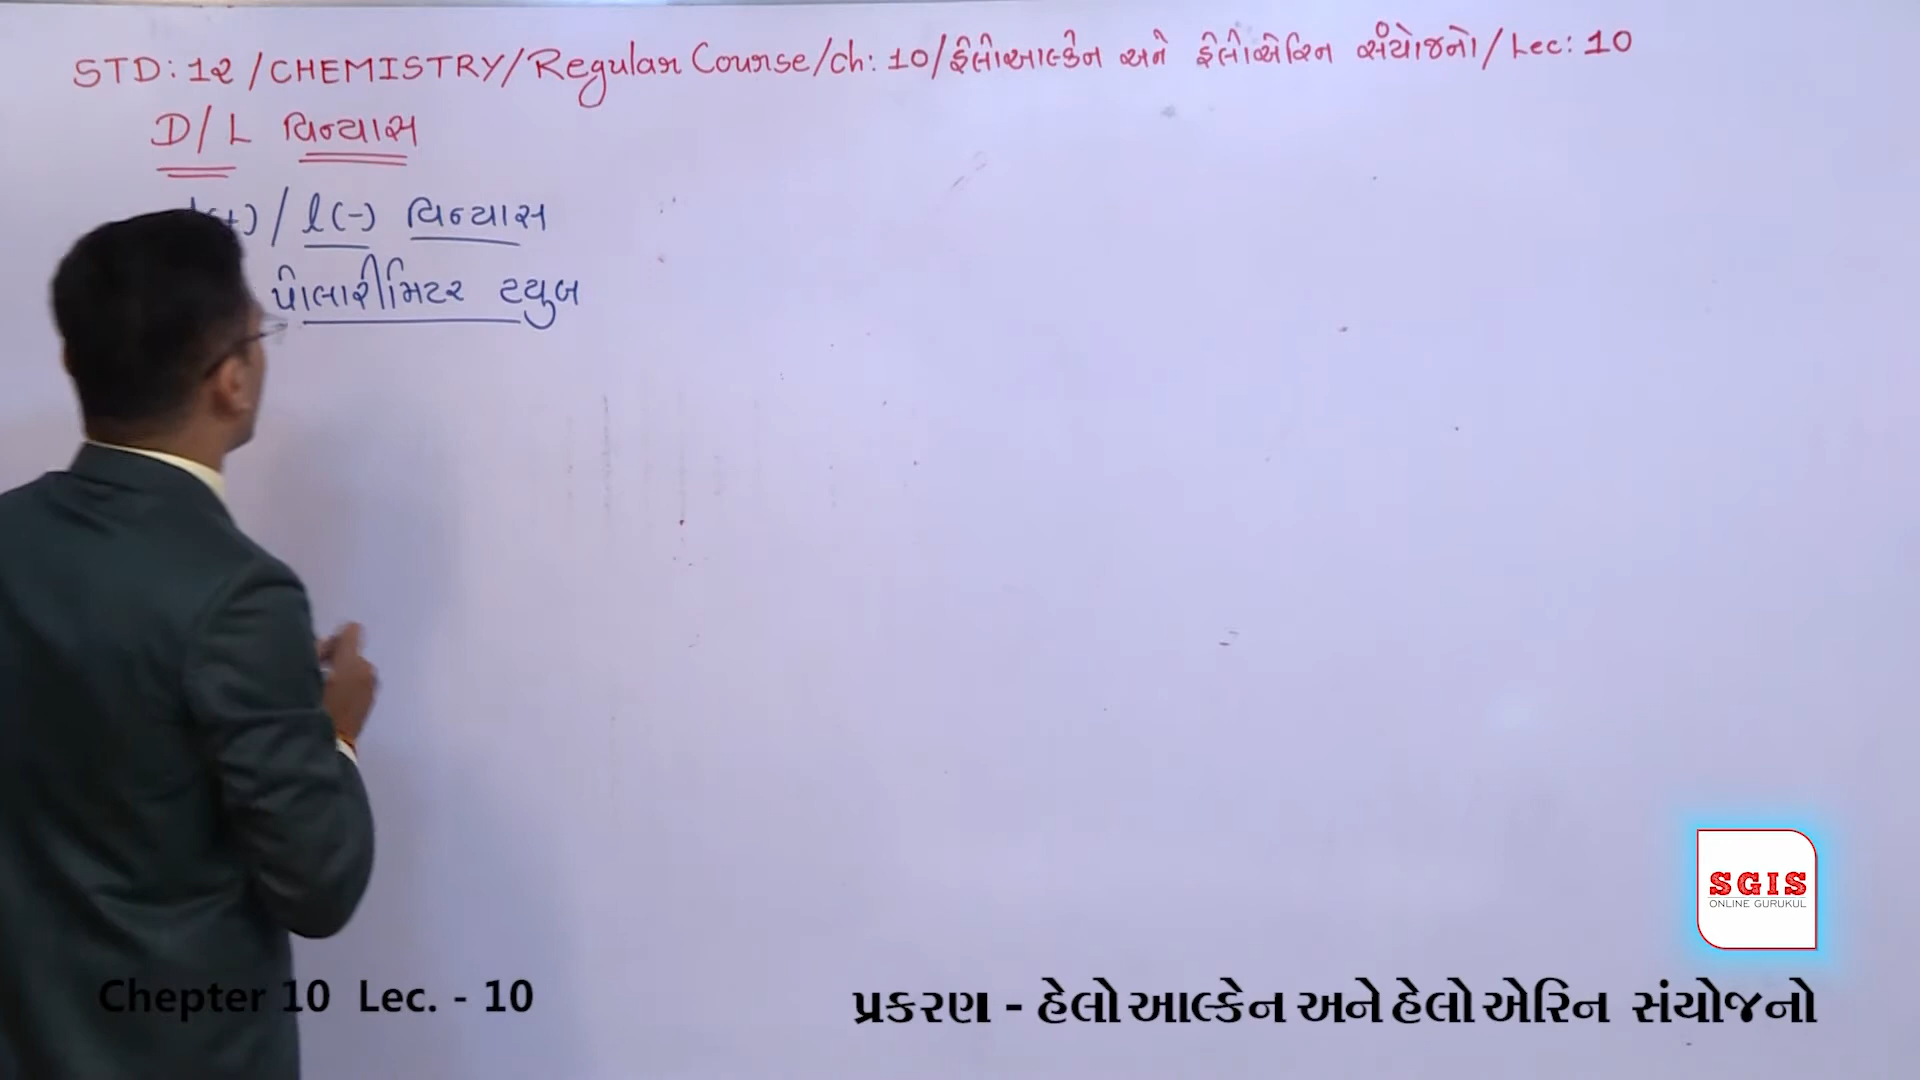 STD: 12 / CHEMISTRY / Regular Course / ch: 10 / હેલોઆલ્કેન અને હેલોએરિન સંયોજનો / Lec: 10
D/L વિન્યાસ
(+) / l(-) વિન્યાસ
પોલારીમિટર ટયુબ
SGIS
ONLINE GURUKUL
Chepter 10 Lec. - 10
પ્રકરણ - હેલોઆલ્કેન અને હેલોએરિન સંયોજનો